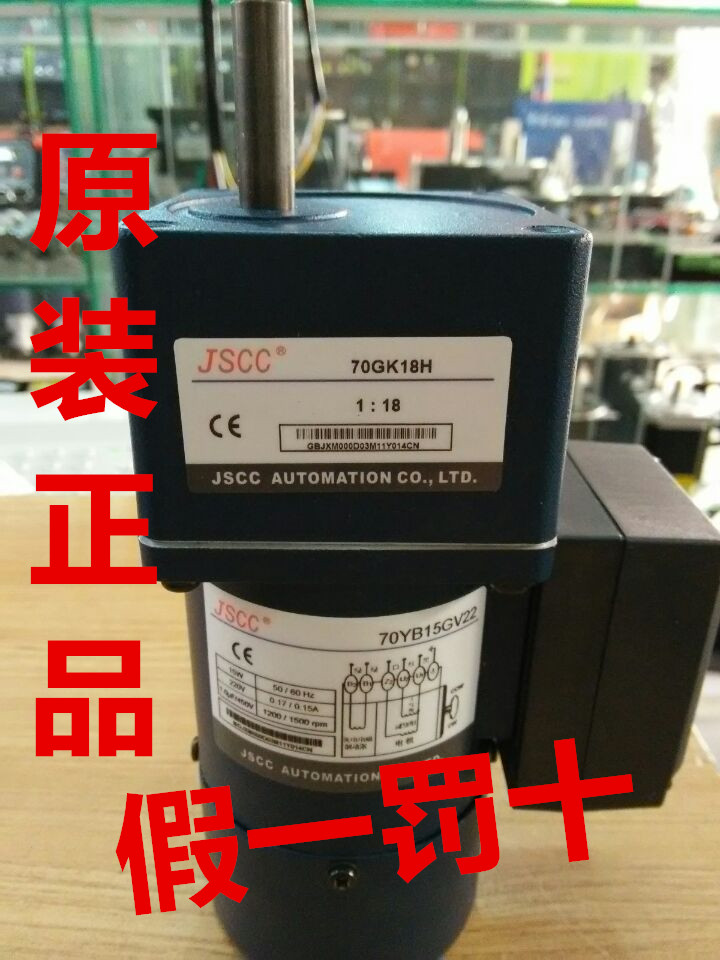 原装正品
JSCC®
70GK18H
1 : 18
CE
GBJXM000D03M11Y014CN
JSCC AUTOMATION CO., LTD.
JSCC®
70YB15GV22
CE
15W
50 / 60 Hz
220V
0.17 / 0.15A
1200 / 1500 rpm
JSCC AUTOMATION
假一罚十